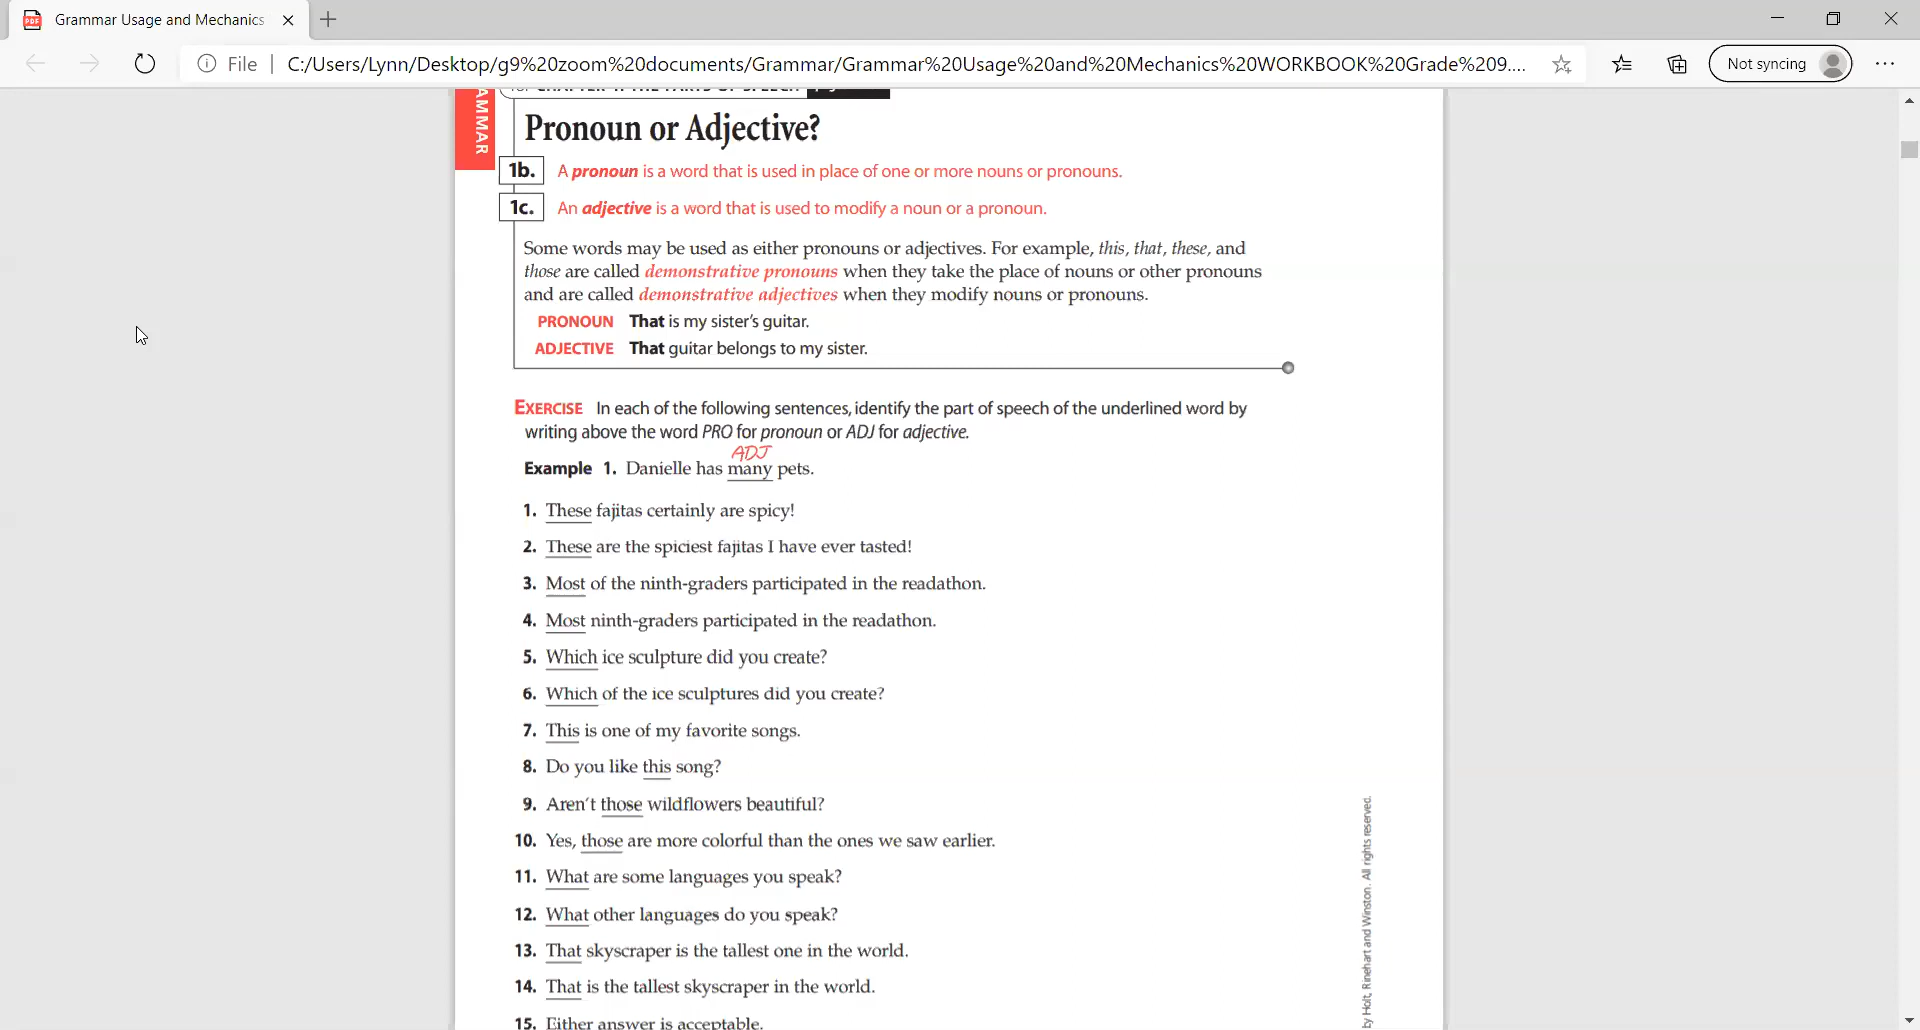 Grammar Usage and Mechanics
File
C:/Users/Lynn/Desktop/g9%20zoom%20documents/Grammar/Grammar%20Usage%20and%20Mechanics%20WORKBOOK%20Grade%209....
Not syncing
for CHAPTER 1: THE PARTS OF SPEECH
AMMAR
Pronoun or Adjective?
1b. A pronoun is a word that is used in place of one or more nouns or pronouns.
1c. An adjective is a word that is used to modify a noun or a pronoun.
Some words may be used as either pronouns or adjectives. For example, this, that, these, and
those are called demonstrative pronouns when they take the place of nouns or other pronouns
and are called demonstrative adjectives when they modify nouns or pronouns.
PRONOUN That is my sister's guitar.
ADJECTIVE That guitar belongs to my sister.
EXERCISE In each of the following sentences, identify the part of speech of the underlined word by
writing above the word PRO for pronoun or ADJ for adjective.
ADJ
Example 1. Danielle has many pets.
1. These fajitas certainly are spicy!
2. These are the spiciest fajitas I have ever tasted!
3. Most of the ninth-graders participated in the readathon.
4. Most ninth-graders participated in the readathon.
5. Which ice sculpture did you create?
6. Which of the ice sculptures did you create?
7. This is one of my favorite songs.
8. Do you like this song?
9. Aren't those wildflowers beautiful?
10. Yes, those are more colorful than the ones we saw earlier.
11. What are some languages you speak?
12. What other languages do you speak?
13. That skyscraper is the tallest one in the world.
14. That is the tallest skyscraper in the world.
15. Either answer is acceptable.
by Holt, Rinehart and Winston. All rights reserved.